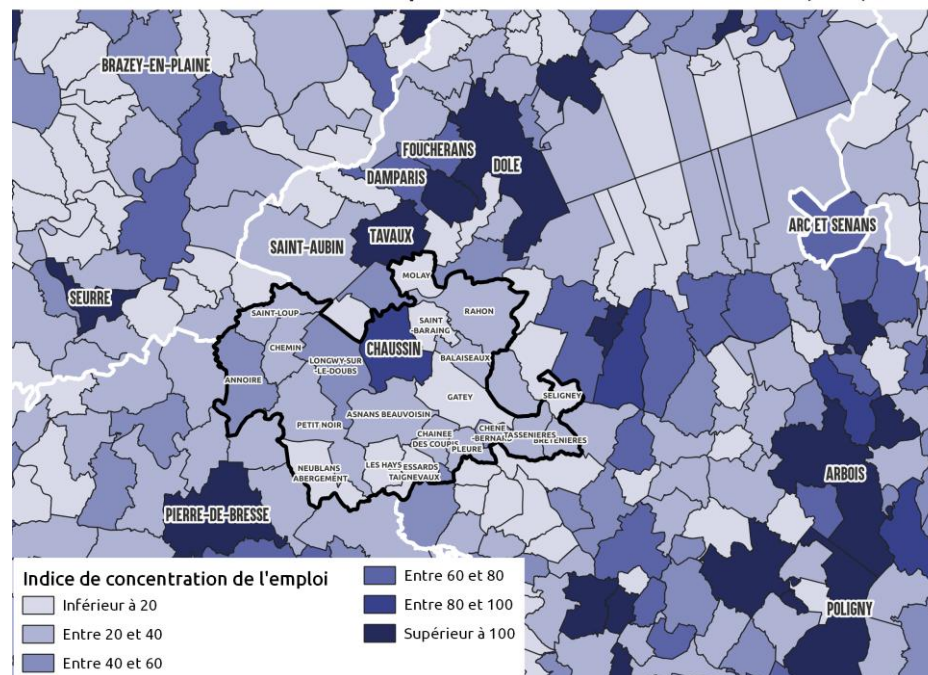 BRAZEY-EN-PLAINE
FOUCHERANS
DOLE
DAMPARIS
ARC ET SENANS
TAVAUX
SAINT-AUBIN
MOLAY
SEURRE
SAINT-LOUP
SAINT
-BARAING
RAHON
CHEMIN
CHAUSSIN
LONGWY-SUR
-LE-DOUBS
BALAISEAUX
ANNOIRE
GATEY
SELIGNEY
ASNANS BEAUVOISIN
PETIT NOIR
CHAINEE
DES COUPIS
CHENE
-BERNARD
TASSENIERES
BRETENIERES
PLEURE
NEUBLANS
ABERGEMENT
LES HAYS
ESSARDS
TAIGNEVAUX
ARBOIS
PIERRE-DE-BRESSE
POLIGNY
Indice de concentration de l'emploi
Inférieur à 20
Entre 20 et 40
Entre 40 et 60
Entre 60 et 80
Entre 80 et 100
Supérieur à 100